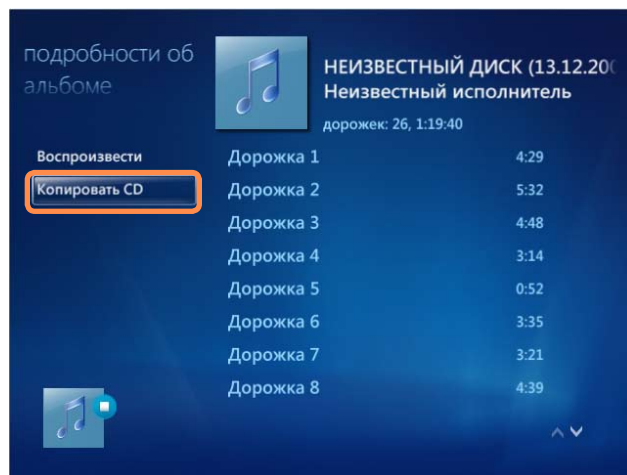 подробности об
альбоме
НЕИЗВЕСТНЫЙ ДИСК (13.12.200
Неизвестный исполнитель
дорожек: 26, 1:19:40
Воспроизвести
Копировать CD
Дорожка 1 4:29
Дорожка 2 5:32
Дорожка 3 4:48
Дорожка 4 3:14
Дорожка 5 0:52
Дорожка 6 3:35
Дорожка 7 3:21
Дорожка 8 4:39